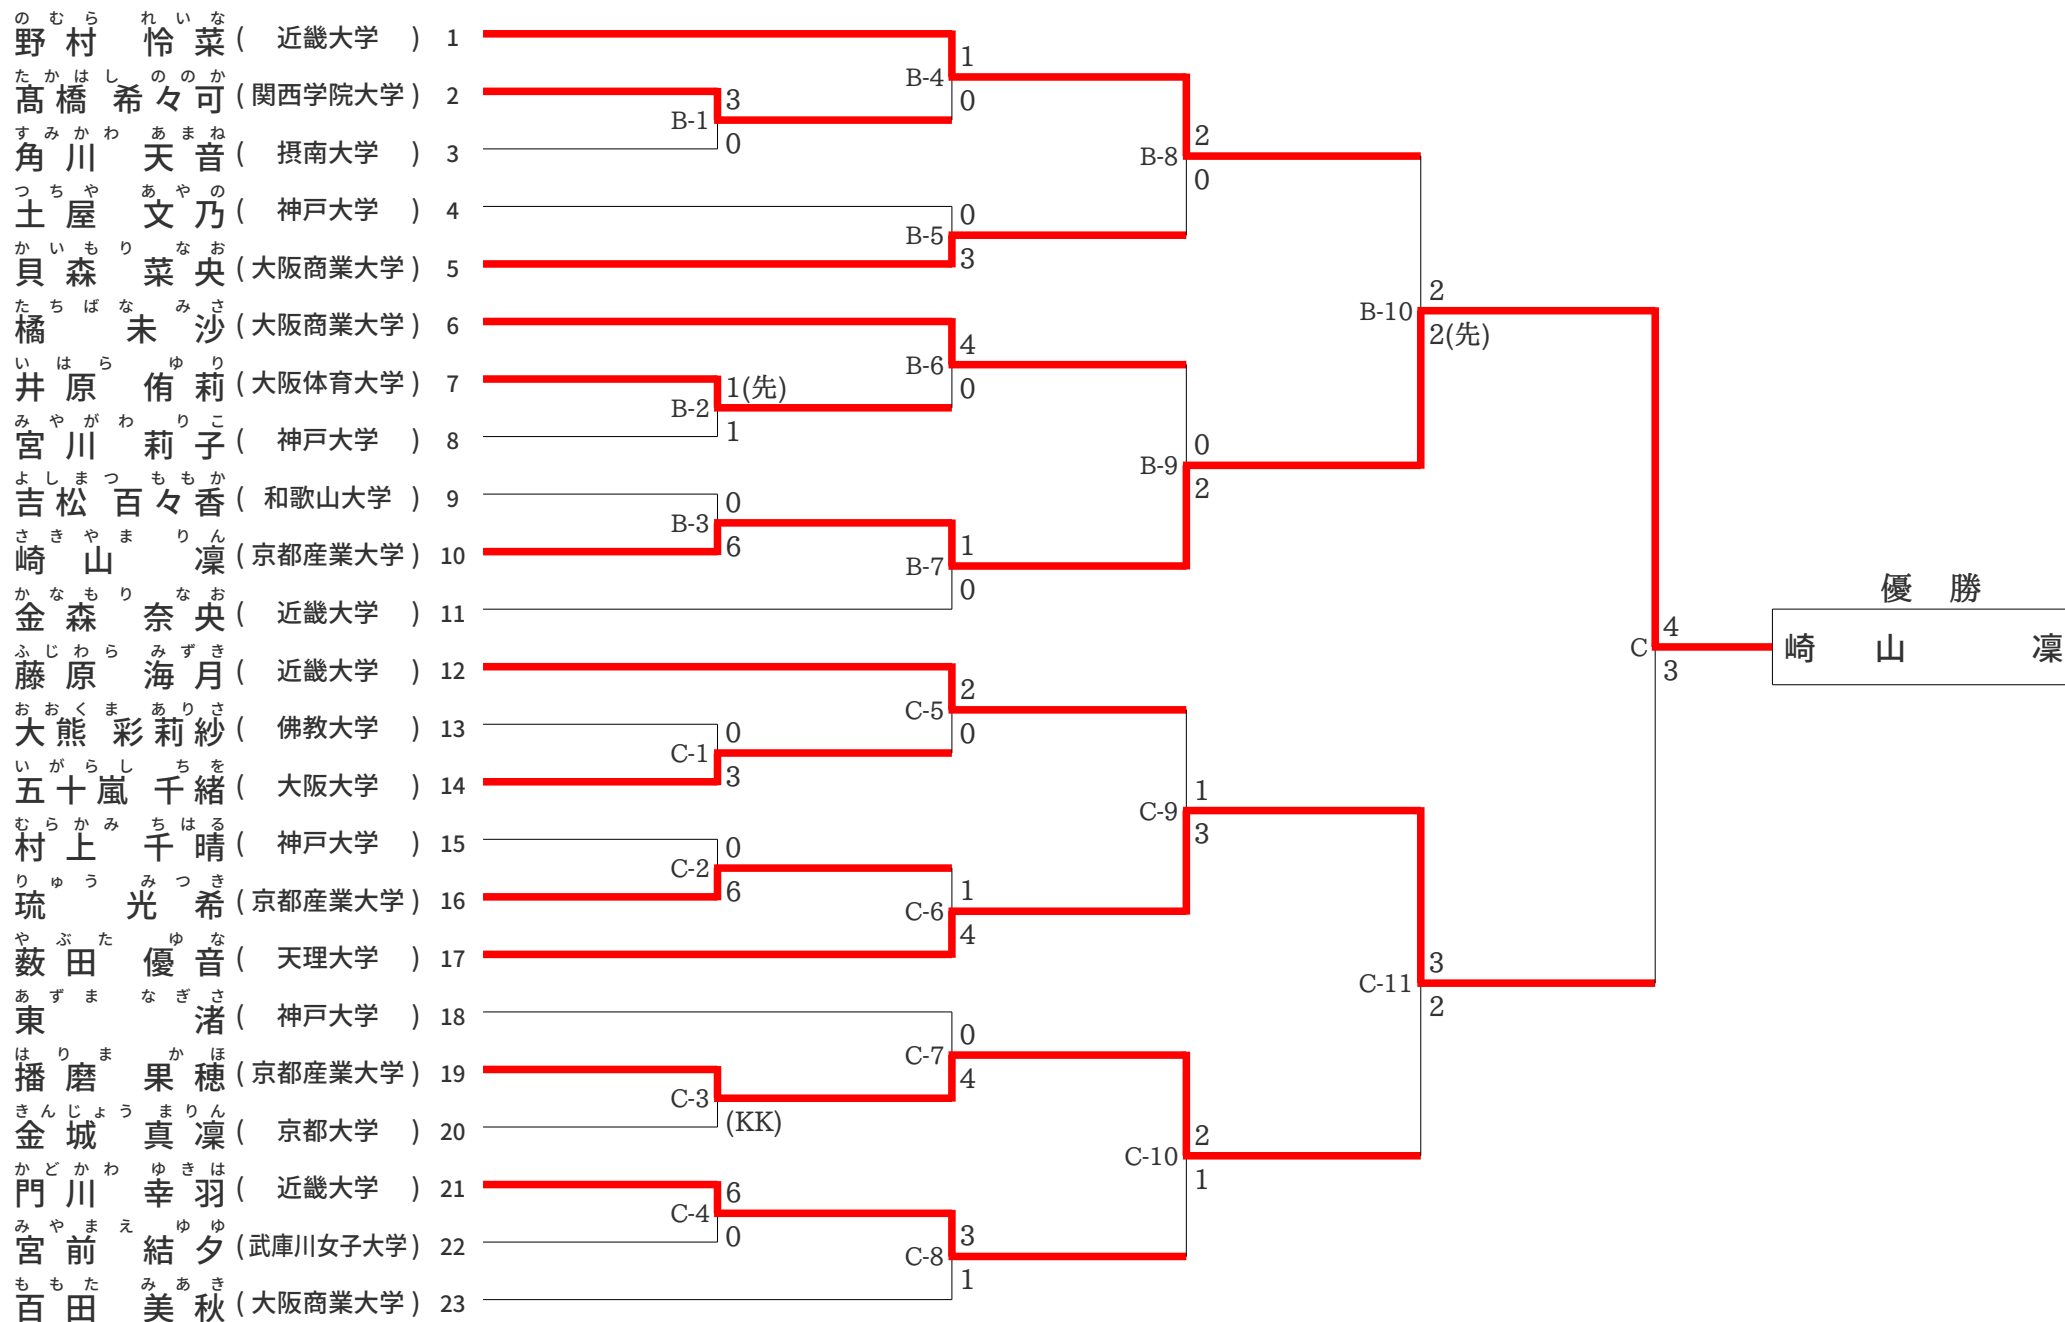 のむら れいな
野村 怜菜 ( 近畿大学 ) 1
たかはし ののか
髙橋 希々可 ( 関西学院大学 ) 2
すみかわ あまね
角川 天音 ( 摂南大学 ) 3
つちや あやの
土屋 文乃 ( 神戸大学 ) 4
かいもり なお
貝森 菜央 ( 大阪商業大学 ) 5
たちばな みさ
橘 未沙 ( 大阪商業大学 ) 6
いはら ゆり
井原 侑莉 ( 大阪体育大学 ) 7
みやがわ りこ
宮川 莉子 ( 神戸大学 ) 8
よしまつ ももか
吉松 百々香 ( 和歌山大学 ) 9
さきやま りん
崎山 凜 ( 京都産業大学 ) 10
かなもり なお
金森 奈央 ( 近畿大学 ) 11
ふじわら みずき
藤原 海月 ( 近畿大学 ) 12
おおくま ありさ
大熊 彩莉紗 ( 佛教大学 ) 13
いがらし ちを
五十嵐 千緒 ( 大阪大学 ) 14
むらかみ ちはる
村上 千晴 ( 神戸大学 ) 15
りゅう みつき
琉 光希 ( 京都産業大学 ) 16
やぶた ゆな
薮田 優音 ( 天理大学 ) 17
あずま なぎさ
東 渚 ( 神戸大学 ) 18
はりま かほ
播磨 果穂 ( 京都産業大学 ) 19
きんじょう まりん
金城 真凜 ( 京都大学 ) 20
かどかわ ゆきは
門川 幸羽 ( 近畿大学 ) 21
みやまえ ゆゆ
宮前 結夕 ( 武庫川女子大学 ) 22
ももた みあき
百田 美秋 ( 大阪商業大学 ) 23
B-1
3
0
B-2
1(先)
1
B-3
0
6
C-1
0
3
C-2
0
6
C-3
(KK)
C-4
6
0
B-4
1
0
B-5
0
3
B-6
4
0
B-7
1
0
C-5
2
0
C-6
1
4
C-7
0
4
C-8
3
1
B-8
2
0
B-9
0
2
C-9
1
3
C-10
2
1
B-10
2
2(先)
C-11
3
2
C
4
3
優 勝
崎 山 凜